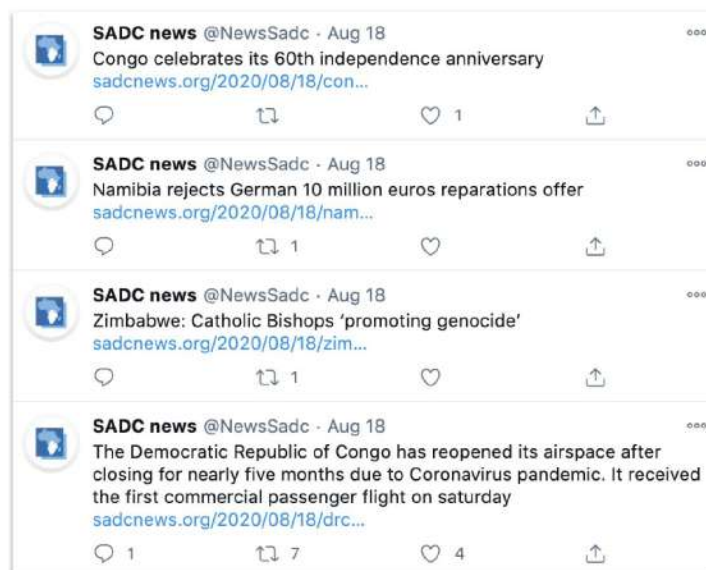 SADC news @NewsSadc · Aug 18
Congo celebrates its 60th independence anniversary
sadcnews.org/2020/08/18/con...
1
SADC news @NewsSadc · Aug 18
Namibia rejects German 10 million euros reparations offer
sadcnews.org/2020/08/18/nam...
1
SADC news @NewsSadc · Aug 18
Zimbabwe: Catholic Bishops ‘promoting genocide’
sadcnews.org/2020/08/18/zim...
1
SADC news @NewsSadc · Aug 18
The Democratic Republic of Congo has reopened its airspace after
closing for nearly five months due to Coronavirus pandemic. It received
the first commercial passenger flight on saturday
sadcnews.org/2020/08/18/drc...
1 7 4